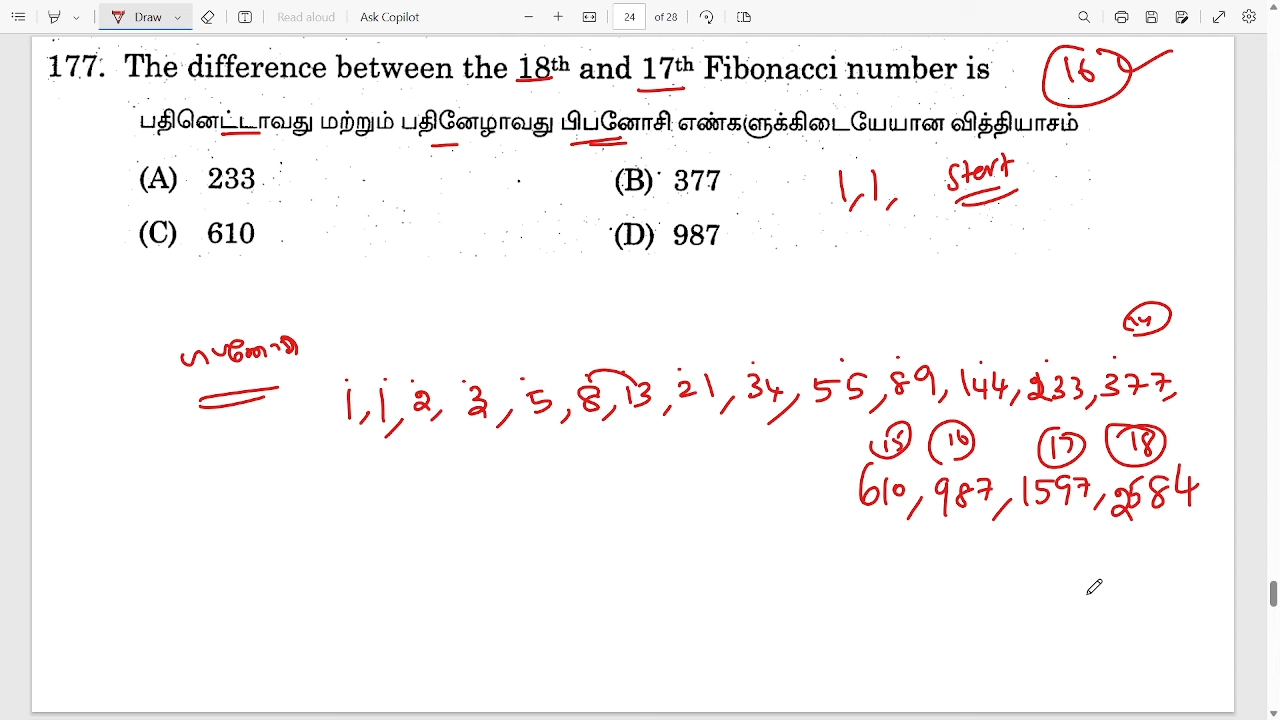 Draw Read aloud Ask Copilot 24 of 28
177. The difference between the 18th and 17th Fibonacci number is
16
பதினெட்டாவது மற்றும் பதினேழாவது பிபனோசி எண்களுக்கிடையேயான வித்தியாசம்
(A) 233 (B) 377
1,1, start
(C) 610 (D) 987
14
1,1,2,3,5,8,13,21,34,55,89,144,233,377,
15 16 17 18
610,987,1597,2584